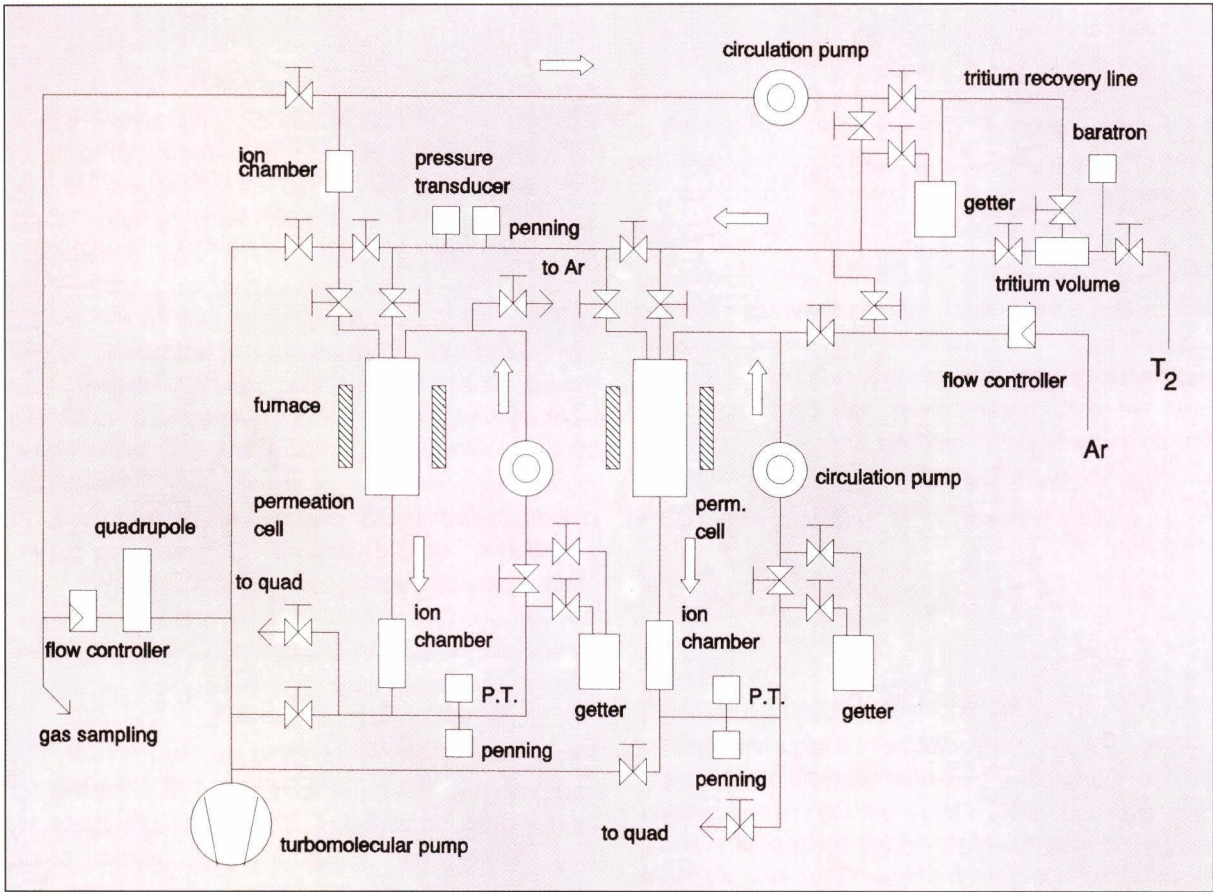 circulation pump
tritium recovery line
baratron
ion
chamber
pressure
transducer
penning
getter
to Ar
tritium volume
flow controller
T2
Ar
furnace
permeation
cell
perm.
cell
circulation pump
quadrupole
to quad
flow controller
gas sampling
ion
chamber
P.T.
penning
getter
ion
chamber
P.T.
penning
getter
to quad
turbomolecular pump